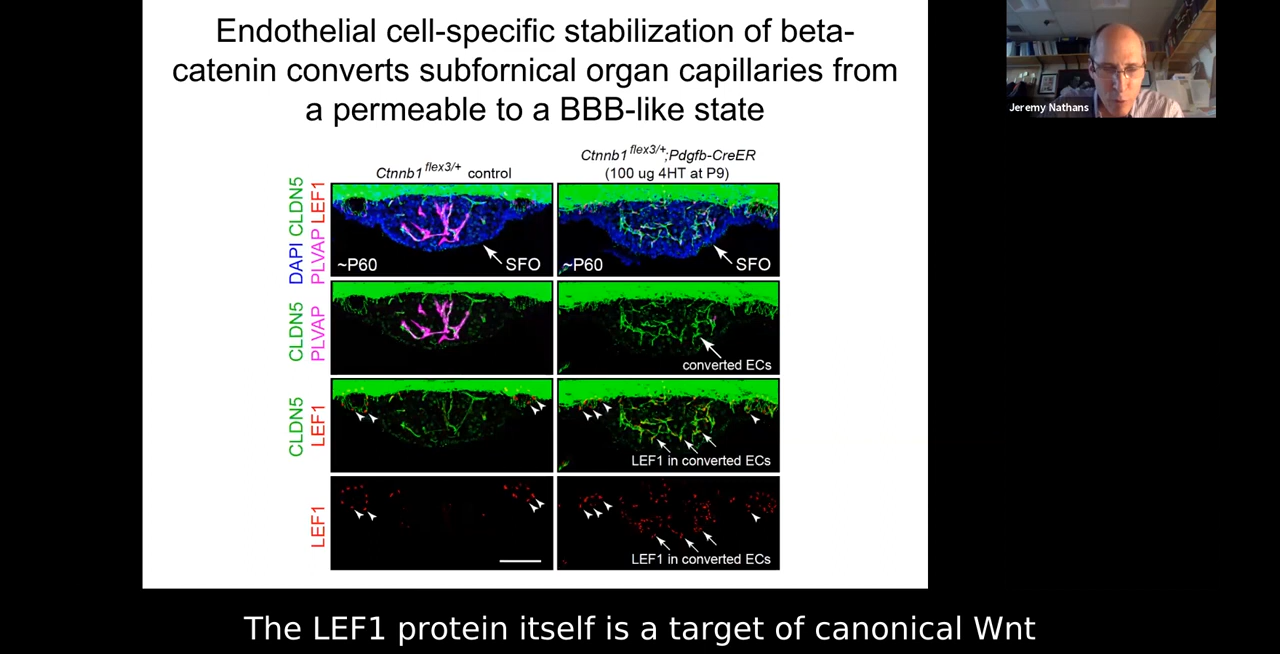 Endothelial cell-specific stabilization of beta-
catenin converts subfornical organ capillaries from
a permeable to a BBB-like state
Jeremy Nathans
Ctnnb1 flex3/+ control
Ctnnb1 flex3/+;Pdgfb-CreER
(100 ug 4HT at P9)
DAPI CLDN5
PLVAP LEF1
~P60
SFO
~P60
SFO
CLDN5
PLVAP
converted ECs
CLDN5
LEF1
LEF1 in converted ECs
LEF1
LEF1 in converted ECs
The LEF1 protein itself is a target of canonical Wnt